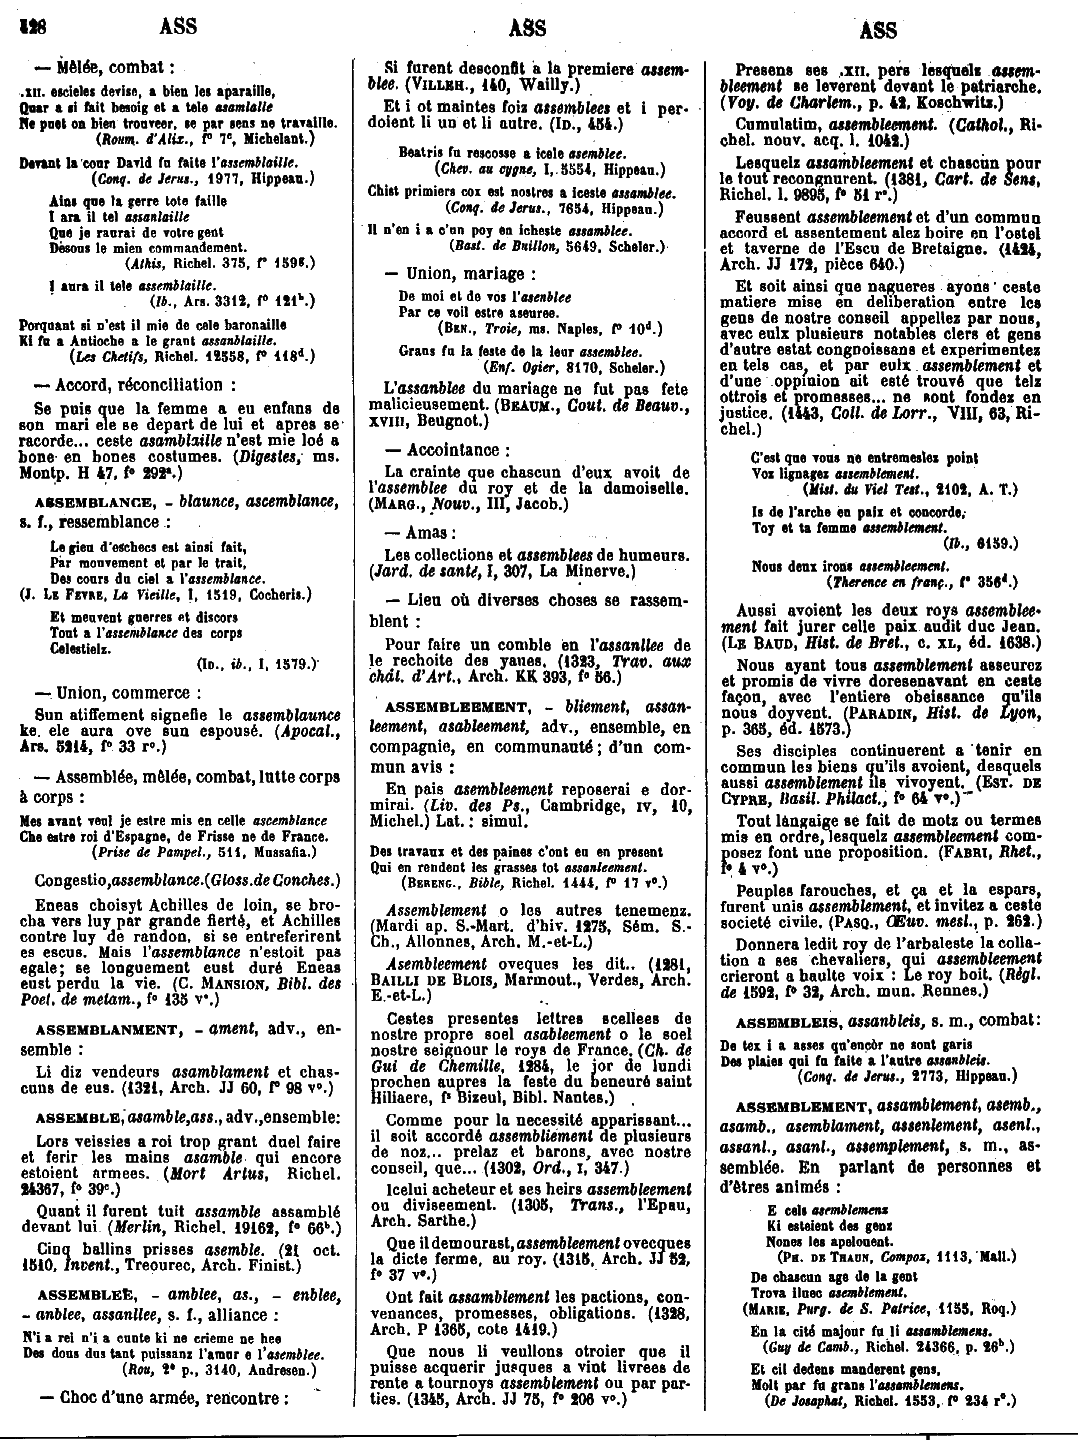 428 ASS ASS ASS
— Mêlée, combat :
.XII. escieles devise, a bien les aparaille,
Quar a si fait besoig et a tele asamlalle
Ne puet on bien trouveer, se par sens ne travaille.
(Roum. d'Alix., f° 7c, Michelant.)
Devant la cour David fu faite l'assemblaille.
(Conq. de Jerus., 1977, Hippeau.)
Ains que la gerre tote faille
I ara il tel assanlaille
Que je raurai de votre gent
Desous le mien commandement.
(Athis, Richel. 375, f° 159f.)
I aura il tele assemblaille.
(Ib., Ars. 3312, f° 121b.)
Porquant si n'est il mie de cele baronaille
Ki fu a Antioche a le grant assanblaille.
(Les Chetifs, Richel. 12558, f° 118d.)
— Accord, réconciliation :
Se puis que la femme a eu enfans de
son mari ele se depart de lui et apres se
racorde... ceste asamblaille n'est mie loé a
bone en bones costumes. (Digestes, ms.
Montp. H 47, f° 292a.)
ASSEMBLANCE, - blaunce, ascemblance,
s. f., ressemblance :
Le gieu d'eschecs est ainsi fait,
Par mouvement et par le trait,
Des cours du ciel a l'assemblance.
(J. LE FEVRE, La Vieille, I, 1519, Cocheris.)
Et meuvent guerres et discors
Tout a l'assemblance des corps
Celestielz.
(ID., ib., I, 1579.)
— Union, commerce :
Sun atiffement signefie le assemblaunce
ke ele aura ove sun espousé. (Apocal.,
Ars. 5214, f° 33 r°.)
— Assemblée, mêlée, combat, lutte corps
à corps :
Mes avant veul je estre mis en celle ascemblance
Che estre roi d'Espagne, de Frisse ne de France.
(Prise de Pampel., 511, Mussafia.)
Congestio, assemblance. (Gloss. de Conches.)
Eneas choisyt Achilles de loin, se bro-
cha vers luy par grande fierté, et Achilles
contre luy de randon, si se entreferirent
es escus. Mais l'assemblance n'estoit pas
egale; se longuement eust duré Eneas
eust perdu la vie. (C. MANSION, Bibl. des
Poet. de metam., f° 135 v°.)
ASSEMBLANMENT, - ament, adv., en-
semble :
Li diz vendeurs asamblament et chas-
cuns de eus. (1321, Arch. JJ 60, f° 98 v°.)
ASSEMBLE, asamble, ass., adv., ensemble:
Lors veissies a roi trop grant duel faire
et ferir les mains asamble qui encore
estoient armees. (Mort Artus, Richel.
24367, f° 39c.)
Quant il furent tuit assamble assamblé
devant lui (Merlin, Richel. 19162, f° 66b.)
Cinq ballins prisses asemble. (21 oct.
1510, Invent., Treourec, Arch. Finist.)
ASSEMBLEE, - amblee, as., - enblee,
- anblee, assanllee, s. f., alliance :
N'i a rel n'i a cunte ki ne crieme ne hee
Des dous dus tant puissanz l'amur e l'asemblee.
(Rou, 2e p., 3140, Andresen.)
— Choc d'une armée, rencontre :
Si furent desconfit a la premiere assem-
blee. (VILLEH., 140, Wailly.)
Et i ot maintes foiz assemblees et i per-
doient li un et li autre. (ID., 454.)
Beatris fu rescosse a icele asemblee.
(Chev. au cygne, I, 5554, Hippeau.)
Chist primiers cox est nostres a iceste assamblee.
(Conq. de Jerus., 7654, Hippeau.)
Il n'en i a c'un poy en icheste assamblee.
(Bast. de Buillon, 5649, Scheler.)
— Union, mariage :
De moi et de vos l'asenblee
Par ce voil estre aseuree.
(BEN., Troie, ms. Naples, f° 10d.)
Grans fu la feste de la leur assemblee.
(Enf. Ogier, 8170, Scheler.)
L'assanblee du mariage ne fut pas fete
malicieusement. (BEAUM., Cout. de Beauv.,
XVIII, Beugnot.)
— Accointance :
La crainte que chascun d'eux avoit de
l'assemblee du roy et de la damoiselle.
(MARG., Nouv., III, Jacob.)
— Amas :
Les collections et assemblees de humeurs.
(Jard. de santé, I, 307, La Minerve.)
— Lieu où diverses choses se rassem-
blent :
Pour faire un comble en l'assanllee de
le rechoite des yaues. (1323, Trav. aux
chât. d'Art., Arch. KK 393, f° 56.)
ASSEMBLEEMENT, - bliement, assan-
leement, asableement, adv., ensemble, en
compagnie, en communauté ; d'un com-
mun avis :
En pais asembleement reposerai e dor-
mirai. (Liv. des Ps., Cambridge, IV, 10,
Michel.) Lat. : simul.
Des travaux et des paines c'ont eu en present
Qui en rendent les grasses tot assanleement.
(BERENG., Bible, Richel. 1444, f° 17 v°.)
Assemblement o les autres tenemenz.
(Mardi ap. S.-Mart. d'hiv. 1275, Sém. S.-
Ch., Allonnes, Arch. M.-et-L.)
Asembleement oveques les dit.. (1281,
BAILLI DE BLOIS, Marmout., Verdes, Arch.
E.-et-L.)
Cestes presentes lettres scellees de
nostre propre soel asableement o le soel
nostre seignour le roys de France. (Ch. de
Gui de Chemille, 1284, le jor de lundi
prochen aupres la feste du beneuré saint
Hiliaere, f° Bizeul, Bibl. Nantes.)
Comme pour la necessité apparissant...
il soit accordé assembliement de plusieurs
de noz... prelaz et barons, avec nostre
conseil, que... (1302, Ord., I, 347.)
Icelui acheteur et ses heirs assembleement
ou diviseement. (1305, Trans., l'Epau,
Arch. Sarthe.)
Que il demourast, assembleement ovecques
la dicte ferme, au roy. (1315, Arch. JJ 52,
f° 37 v°.)
Ont fait assamblement les pactions, con-
venances, promesses, obligations. (1328,
Arch. P 1365, cote 1419.)
Que nous li veullons otroier que il
puisse acquerir jusques a vint livrees de
rente a tournoys assemblement ou par par-
ties. (1345, Arch. JJ 75, f° 206 v°.)
Presens ses .XII. pers lesquelz assem-
bleement se leverent devant le patriarche.
(Voy. de Charlem., p. 42, Koschwitz.)
Cumulatim, assembleement. (Cathol., Ri-
chel. nouv. acq. l. 1042.)
Lesquelz assambleement et chascun pour
le tout recongnurent. (1381, Cart. de Sens,
Richel. l. 9895, f° 51 r°.)
Feussent assembleement et d'un commun
accord et assentement alez boire en l'ostel
et taverne de l'Escu de Bretaigne. (1424,
Arch. JJ 172, pièce 640.)
Et soit ainsi que nagueres ayons ceste
matiere mise en deliberation entre les
gens de nostre conseil appellez par nous,
avec eulx plusieurs notables clers et gens
d'autre estat congnoissans et experimentez
en tels cas, et par eulx assemblement et
d'une oppinion ait esté trouvé que telz
ottrois et promesses... ne sont fondez en
justice. (1443, Coll. de Lorr., VIII, 63, Ri-
chel.)
C'est que vous ne entremeslez point
Voz lignagez assemblement.
(Mist. du Viel Test., 2102, A. T.)
Is de l'arche en paix et concorde,
Toy et ta femme assemblement.
(Ib., 6159.)
Nous deux irons assemblement.
(Therence en franç., f° 356d.)
Aussi avoient les deux roys assemblee-
ment fait jurer celle paix audit duc Jean.
(LE BAUD, Hist. de Bret., c. XL, éd. 1638.)
Nous ayant tous assemblement asseurez
et promis de vivre doresenavant en ceste
façon, avec l'entiere obeissance qu'ils
nous doyvent. (PARADIN, Hist. de Lyon,
p. 365, éd. 1573.)
Ses disciples continuerent a tenir en
commun les biens qu'ils avoient, desquels
aussi assemblement ils vivoyent. (EST. DE
CYPRE, Basil. Philact., f° 64 v°.)
Tout langaige se fait de motz ou termes
mis en ordre, lesquelz assembleement com-
posez font une proposition. (FABRI, Rhet.,
f° 4 v°.)
Peuples farouches, et ça et la espars,
furent unis assemblement, et invitez a ceste
societé civile. (PASQ., Œuv. mesl., p. 262.)
Donnera ledit roy de l'arbaleste la colla-
tion a ses chevaliers, qui assemblement
crieront a haulte voix : Le roy boit. (Régl.
de 1592, f° 32, Arch. mun. Rennes.)
ASSEMBLEIS, assanbleis, s. m., combat :
De tex i a asses qu'encòr ne sont garis
Des plaies qui fu faite a l'autre assanbleis.
(Conq. de Jerus., 2773, Hippeau.)
ASSEMBLEMENT, assamblement, asemb.,
asamb., asemblament, assenlement, asenl.,
assanl., asanl., assemplement, s. m., as-
semblée. En parlant de personnes et
d'êtres animés :
E cels asemblemenz
Ki esteient des genz
Nones les apelouent.
(PH. DE THAUN, Compoz, 1113, Mall.)
De chascun age de la gent
Trova iluec asemblement.
(MARIE, Purg. de S. Patrice, 1155, Roq.)
En la cité majour fu li assemblemens.
(Guy de Camb., Richel. 24366, p. 26b.)
Et cil dedens manderent gens,
Molt par fu grans l'assamblemens.
(De Josaphat, Richel. 1553, f° 234 r°.)